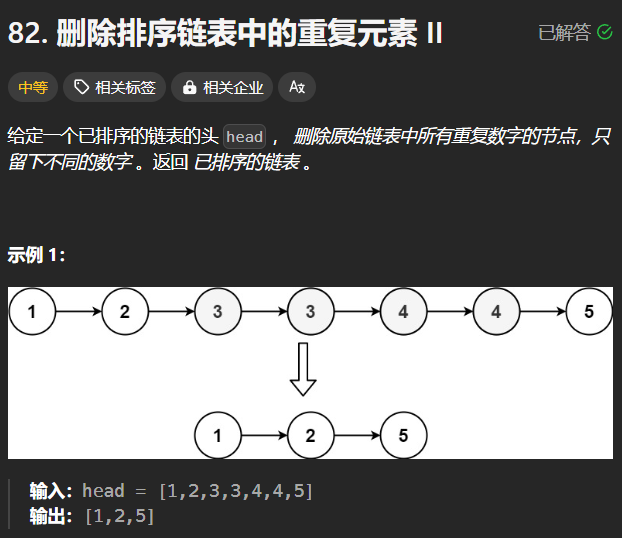 82. 删除排序链表中的重复元素 II
已解答
中等 相关标签 相关企业 Aあ
给定一个已排序的链表的头 head ， 删除原始链表中所有重复数字的节点，只
留下不同的数字 。返回 已排序的链表 。
示例 1：
1 2 3 3 4 4 5
1 2 5
输入：head = [1,2,3,3,4,4,5]
输出：[1,2,5]